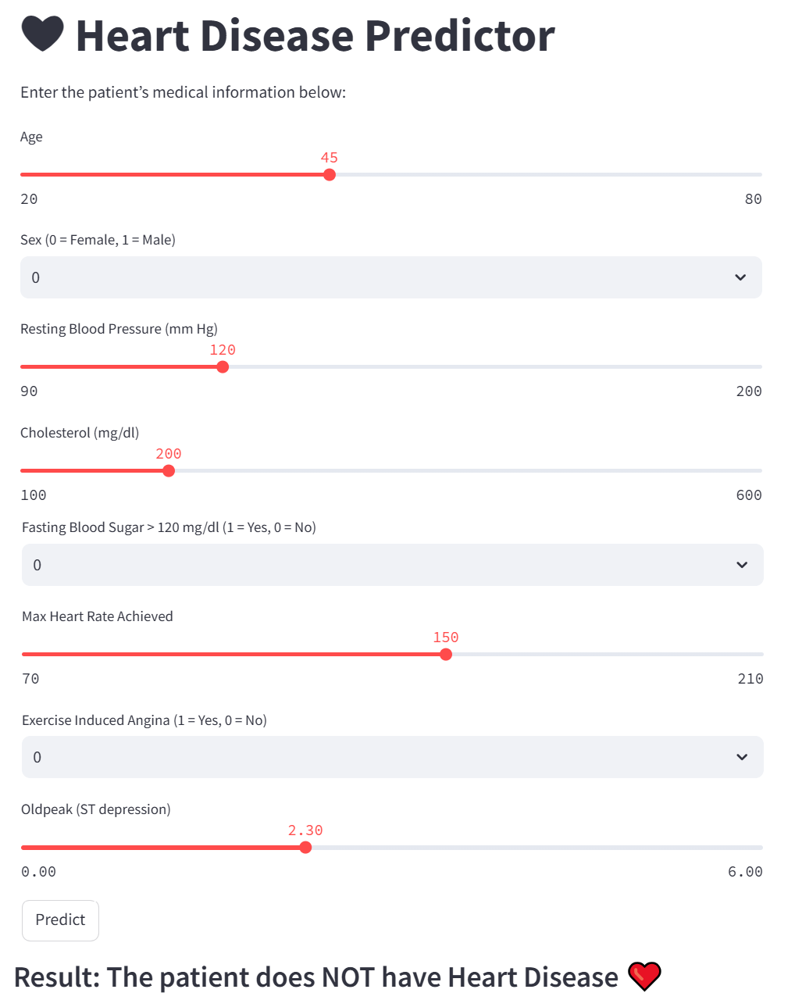 Heart Disease Predictor
Enter the patient’s medical information below:
Age
45
20 80
Sex (0 = Female, 1 = Male)
0
Resting Blood Pressure (mm Hg)
120
90 200
Cholesterol (mg/dl)
200
100 600
Fasting Blood Sugar > 120 mg/dl (1 = Yes, 0 = No)
0
Max Heart Rate Achieved
150
70 210
Exercise Induced Angina (1 = Yes, 0 = No)
0
Oldpeak (ST depression)
2.30
0.00 6.00
Predict
Result: The patient does NOT have Heart Disease